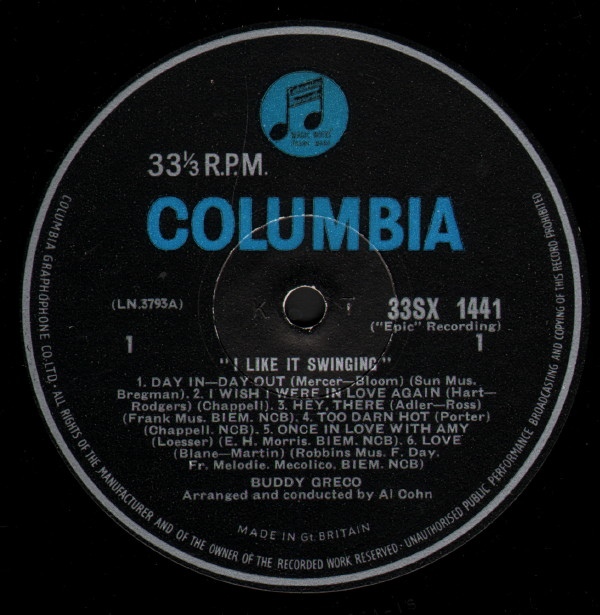 MAGIC NOTES
TRADE MARK
33⅓ R.P.M.
COLUMBIA
(LN.3793A)
33SX 1441
("Epic" Recording)
1
1
"I LIKE IT SWINGING"
1. DAY IN—DAY OUT (Mercer—Bloom) (Sun Mus.
Bregman). 2. I WISH I WERE IN LOVE AGAIN (Hart—
Rodgers) (Chappell). 3. HEY, THERE (Adler—Ross)
(Frank Mus. BIEM. NCB). 4. TOO DARN HOT (Porter)
(Chappell. NCB). 5. ONCE IN LOVE WITH AMY
(Loesser) (E. H. Morris. BIEM. NCB). 6. LOVE
(Blane—Martin) (Robbins Mus. F. Day.
Fr. Melodie. Mecolico. BIEM. NCB)
BUDDY GRECO
Arranged and conducted by Al Cohn
MADE IN Gt. BRITAIN
COLUMBIA GRAPHOPHONE CO. LTD. · ALL RIGHTS OF THE MANUFACTURER AND OF THE OWNER OF THE RECORDED WORK RESERVED · UNAUTHORISED PUBLIC PERFORMANCE BROADCASTING AND COPYING OF THIS RECORD PROHIBITED